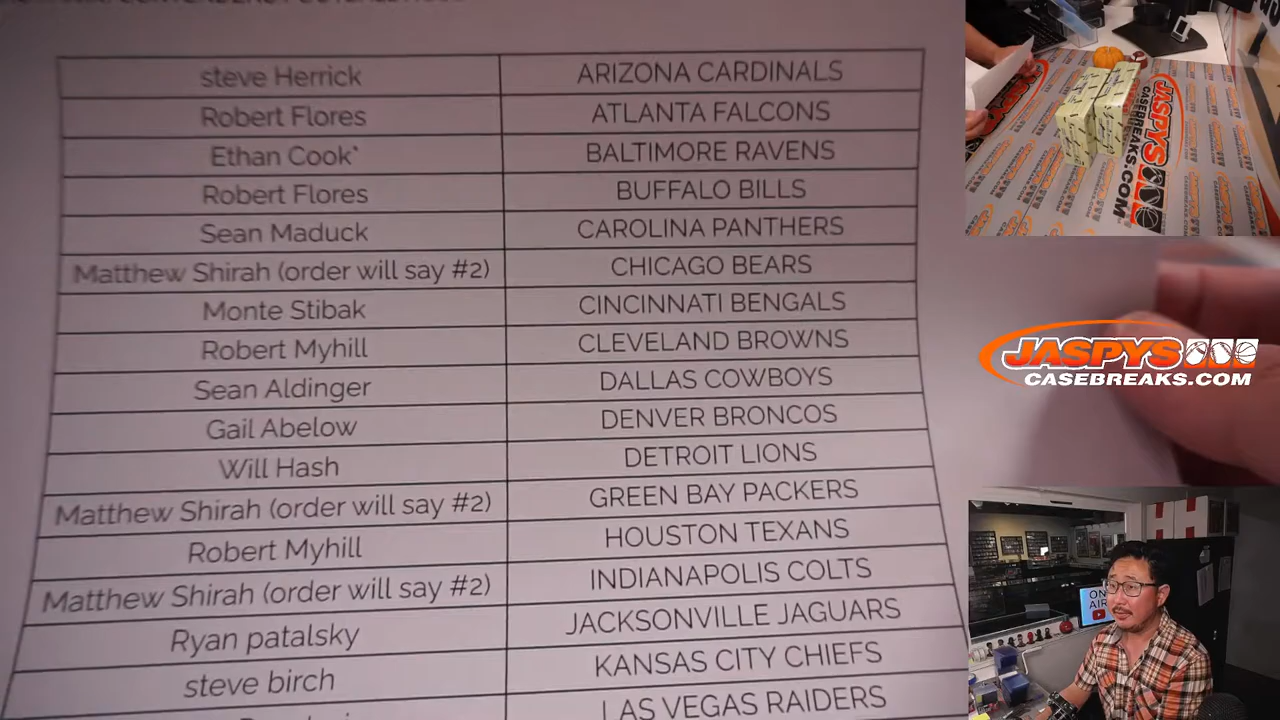 steve Herrick ARIZONA CARDINALS
Robert Flores ATLANTA FALCONS
Ethan Cook* BALTIMORE RAVENS
Robert Flores BUFFALO BILLS
Sean Maduck CAROLINA PANTHERS
Matthew Shirah (order will say #2) CHICAGO BEARS
Monte Stibak CINCINNATI BENGALS
Robert Myhill CLEVELAND BROWNS
Sean Aldinger DALLAS COWBOYS
Gail Abelow DENVER BRONCOS
Will Hash DETROIT LIONS
Matthew Shirah (order will say #2) GREEN BAY PACKERS
Robert Myhill HOUSTON TEXANS
Matthew Shirah (order will say #2) INDIANAPOLIS COLTS
Ryan patalsky JACKSONVILLE JAGUARS
steve birch KANSAS CITY CHIEFS
LAS VEGAS RAIDERS
JASPYS
CASEBREAKS.COM
JASPYS
CASEBREAKS.COM
ON
AIR